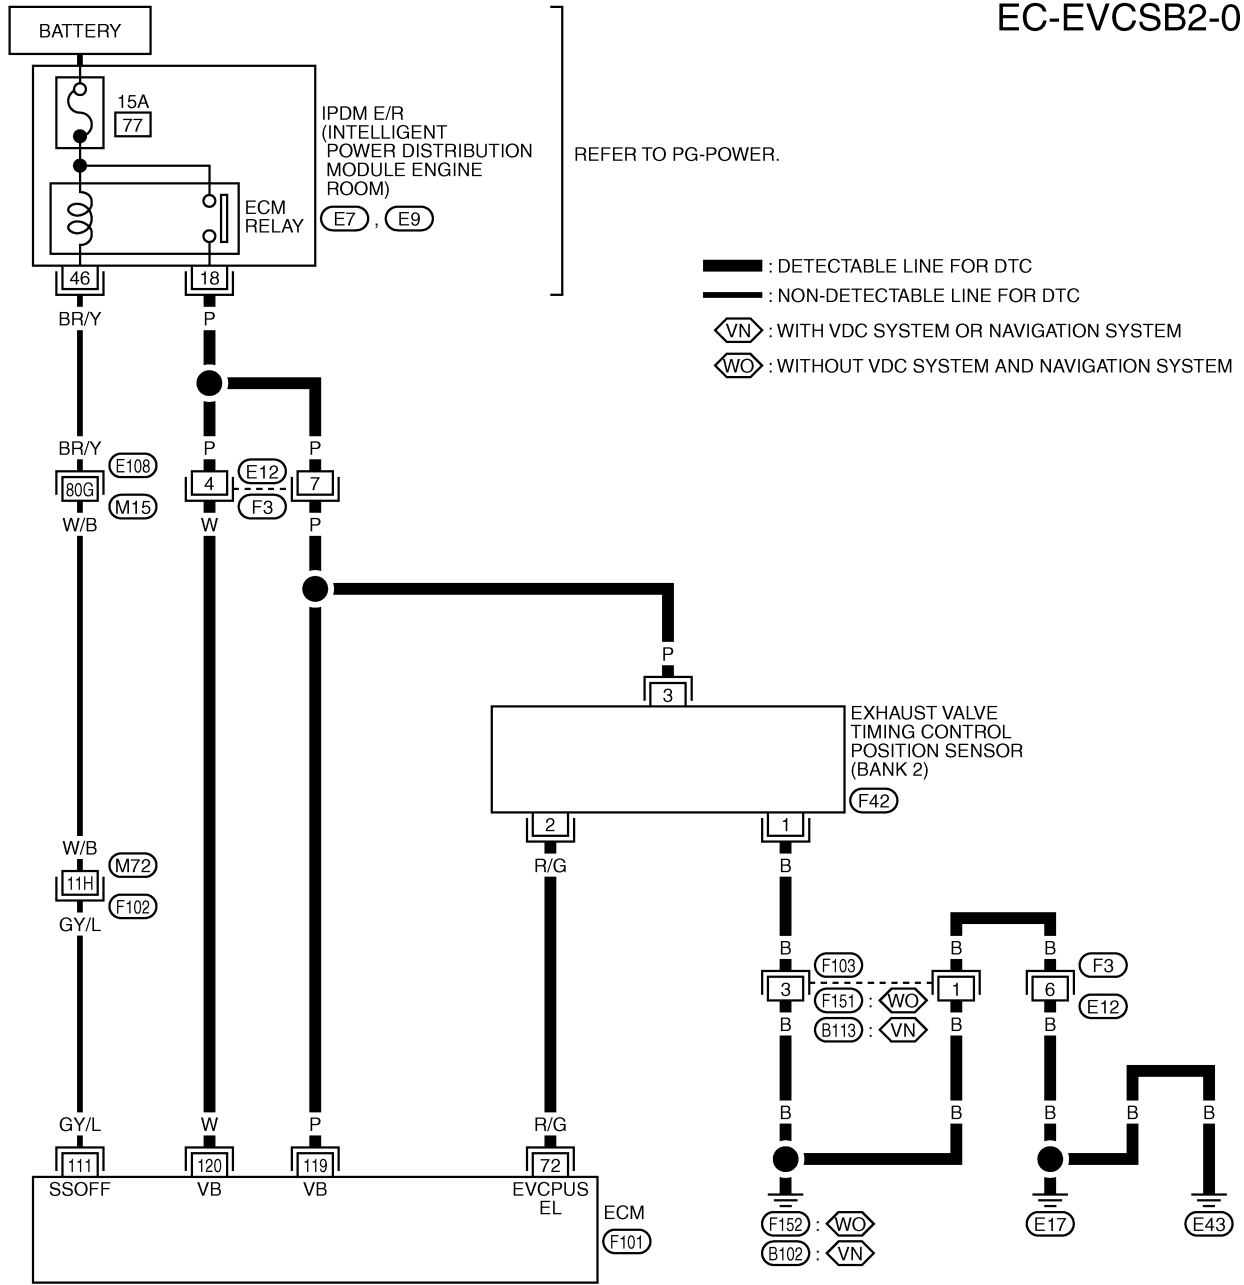 EC-EVCSB2-0
BATTERY
15A
77
IPDM E/R
(INTELLIGENT
POWER DISTRIBUTION
MODULE ENGINE
ROOM)
E7 , E9
REFER TO PG-POWER.
ECM
RELAY
46 18
: DETECTABLE LINE FOR DTC
: NON-DETECTABLE LINE FOR DTC
VN : WITH VDC SYSTEM OR NAVIGATION SYSTEM
WO : WITHOUT VDC SYSTEM AND NAVIGATION SYSTEM
BR/Y P
BR/Y P P
E108 E12
80G 4 7
M15 F3
W/B W P
P
3
EXHAUST VALVE
TIMING CONTROL
POSITION SENSOR
(BANK 2)
F42
2 1
R/G B
W/B
M72
11H
F102
GY/L
B B B
F103 F3
3 1 6
F151 : WO E12
B113 : VN
B B B
GY/L W P R/G B B B B B
111 120 119 72
SSOFF VB VB EVCPUS
EL
ECM
F101
F152 : WO E17 E43
B102 : VN